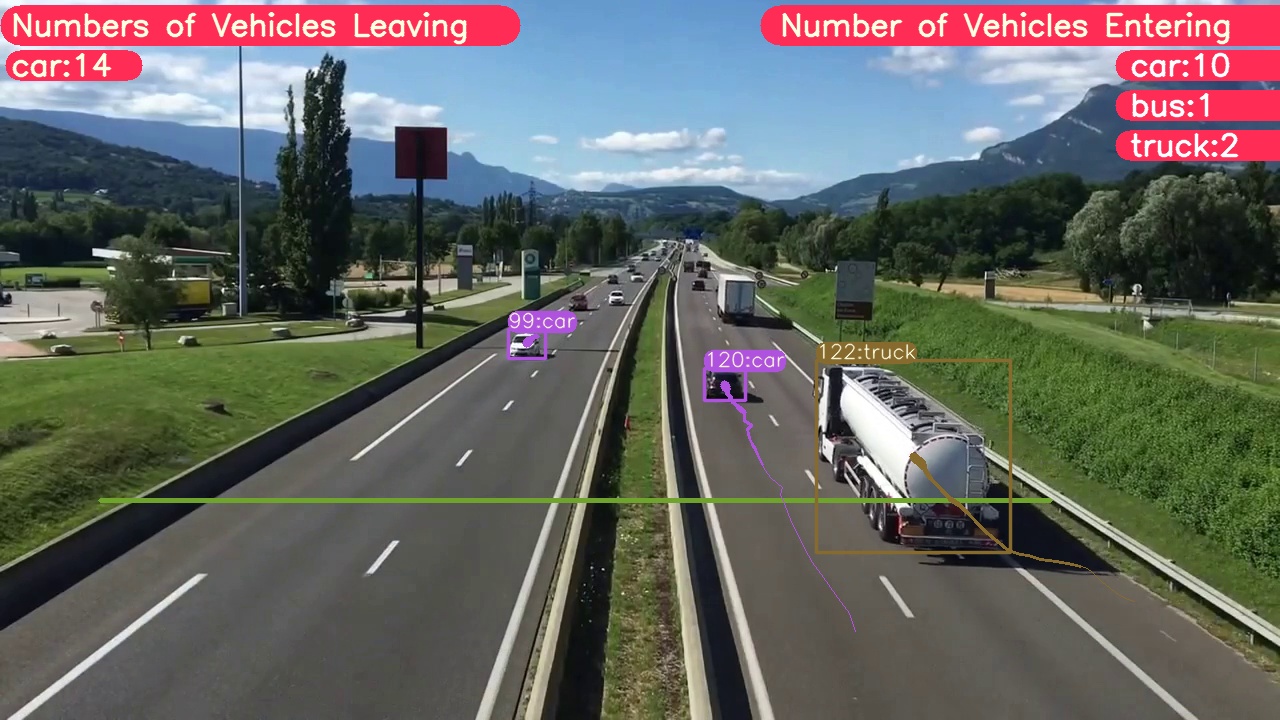 Numbers of Vehicles Leaving
Number of Vehicles Entering
car:14
car:10
bus:1
truck:2
99:car
120:car
122:truck